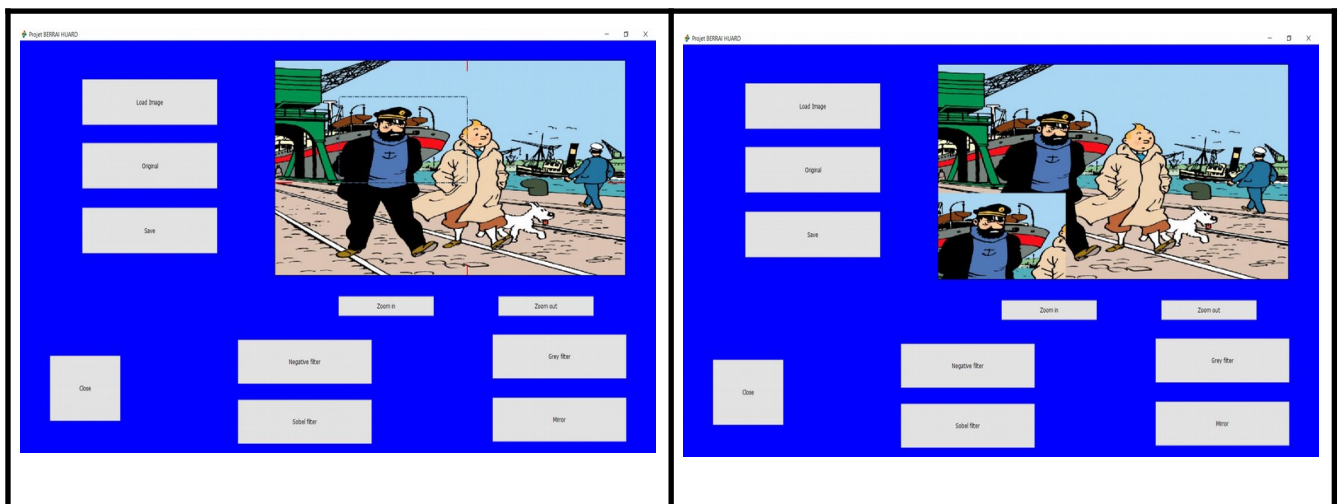 Projet BERRAI HUARD
Load Image
Original
Save
Zoom in
Zoom out
Negative filter
Grey filter
Close
Sobel filter
Mirror
Projet BERRAI HUARD
Load Image
Original
Save
Zoom in
Zoom out
Negative filter
Grey filter
Close
Sobel filter
Mirror